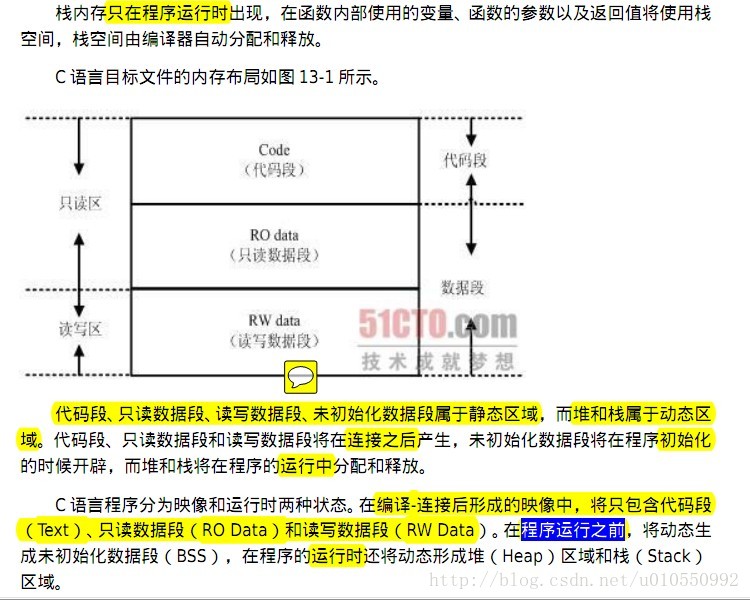 栈内存只在程序运行时出现，在函数内部使用的变量、函数的参数以及返回值将使用栈
空间，栈空间由编译器自动分配和释放。
C 语言目标文件的内存布局如图 13-1 所示。
Code
（代码段）
代码段
只读区
RO data
（只读数据段）
数据段
RW data
（读写数据段）
读写区
51CTO.com
技术成就梦想
代码段、只读数据段、读写数据段、未初始化数据段属于静态区域，而堆和栈属于动态区
域。代码段、只读数据段和读写数据段将在连接之后产生，未初始化数据段将在程序初始化
的时候开辟，而堆和栈将在程序的运行中分配和释放。
C 语言程序分为映像和运行时两种状态。在编译-连接后形成的映像中，将只包含代码段
（Text）、只读数据段（RO Data）和读写数据段（RW Data）。在程序运行之前，将动态生
成未初始化数据段（BSS），在程序的运行时还将动态形成堆（Heap）区域和栈（Stack）
区域。
http://blog.csdn.net/u010550992